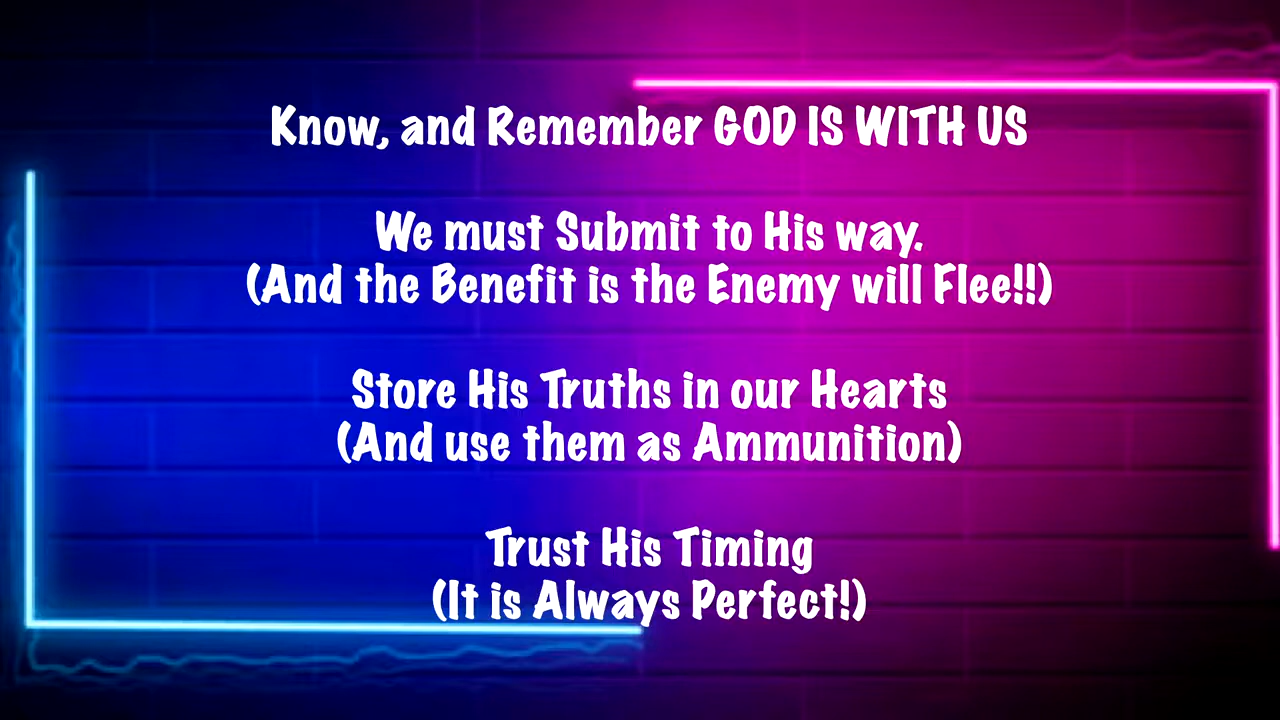 Know, and Remember GOD IS WITH US
We must Submit to His way.
(And the Benefit is the Enemy will Flee!!)
Store His Truths in our Hearts
(And use them as Ammunition)
Trust His Timing
(It is Always Perfect!)